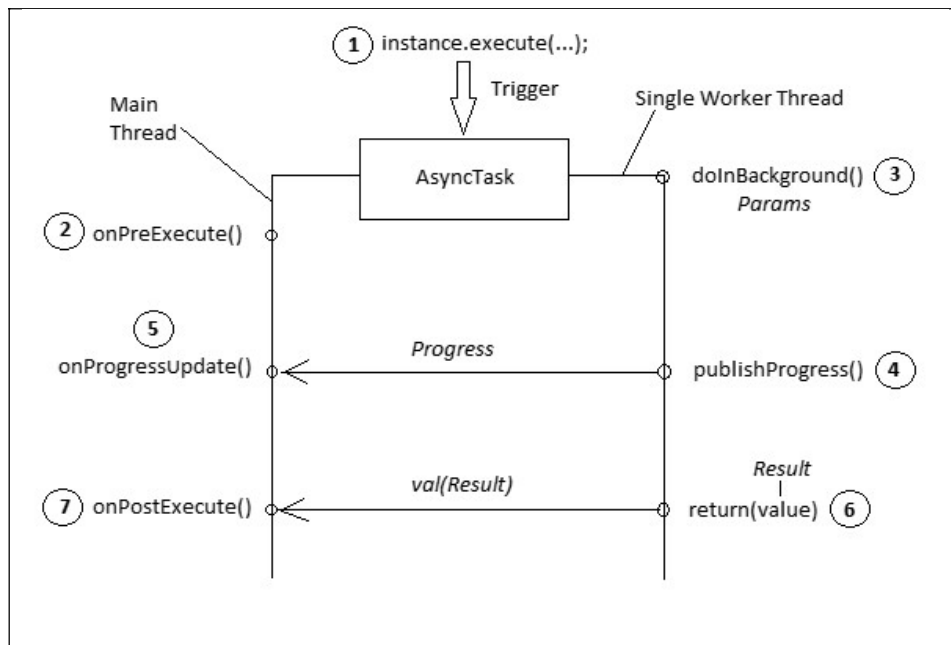 1 instance.execute(...);
Trigger
Main
Thread
Single Worker Thread
AsyncTask
doInBackground() 3
Params
2 onPreExecute()
5
onProgressUpdate()
Progress
publishProgress() 4
7 onPostExecute()
val(Result)
Result
return(value) 6